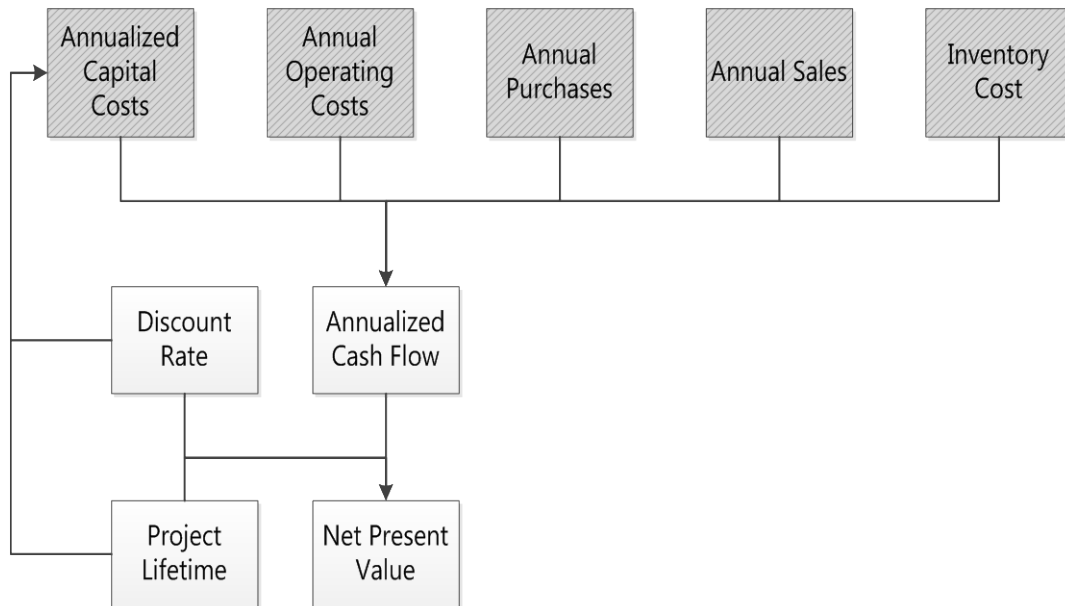 Annualized
Capital
Costs
Annual
Operating
Costs
Annual
Purchases
Annual Sales
Inventory
Cost
Discount
Rate
Annualized
Cash Flow
Project
Lifetime
Net Present
Value